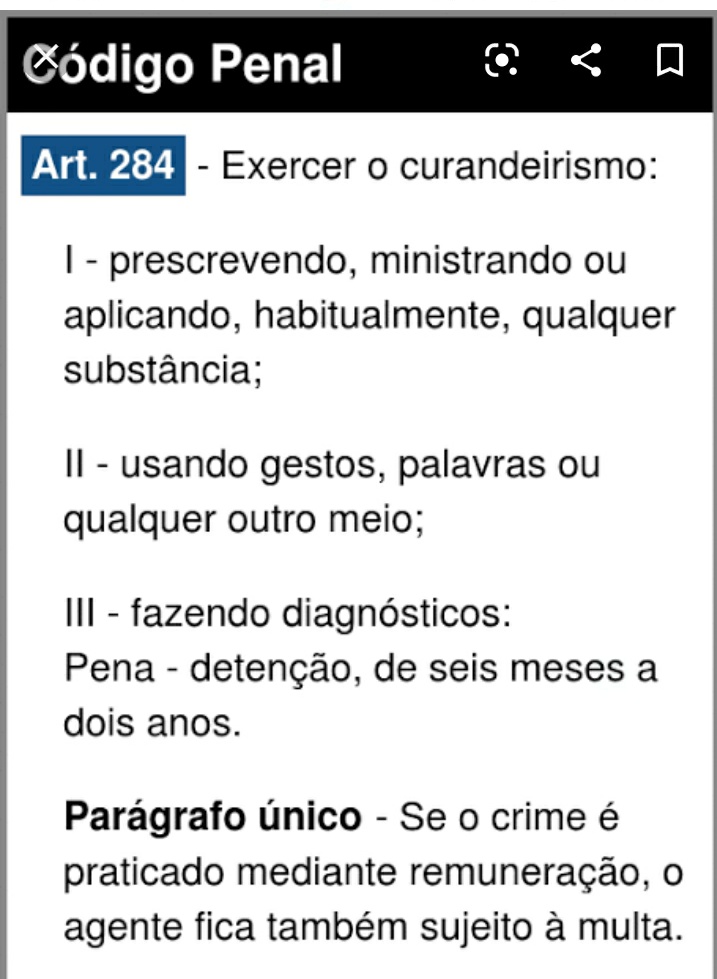 Código Penal
Art. 284 - Exercer o curandeirismo:
I - prescrevendo, ministrando ou
aplicando, habitualmente, qualquer
substância;
II - usando gestos, palavras ou
qualquer outro meio;
III - fazendo diagnósticos:
Pena - detenção, de seis meses a
dois anos.
Parágrafo único - Se o crime é
praticado mediante remuneração, o
agente fica também sujeito à multa.